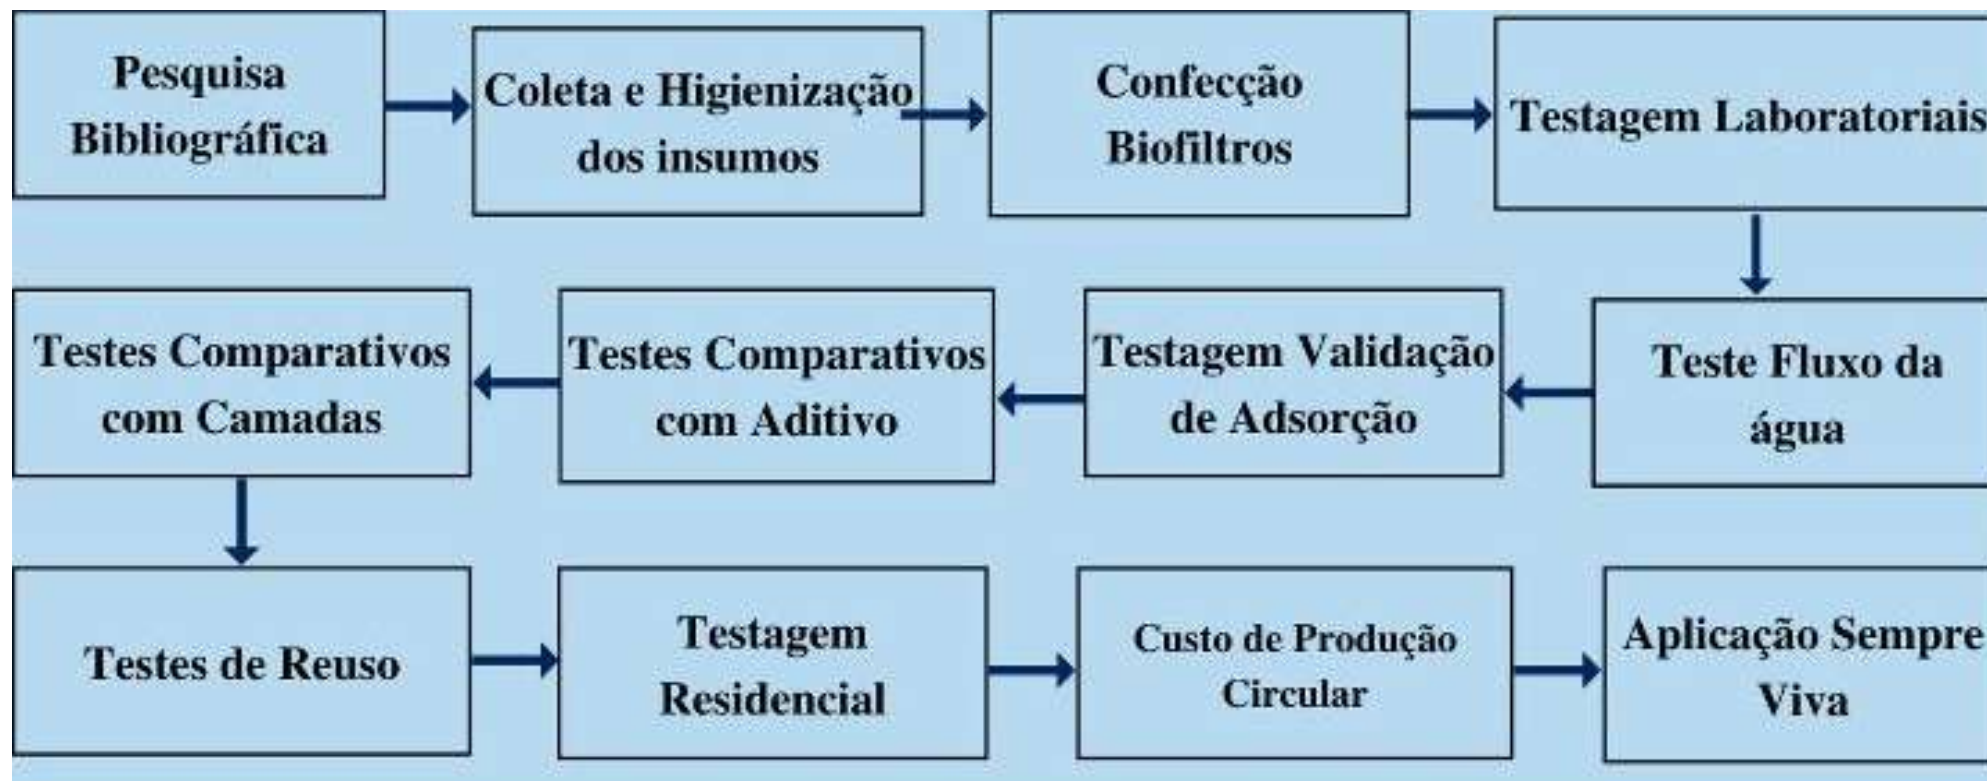 Pesquisa
Bibliográfica
Coleta e Higienização
dos insumos
Confecção
Biofiltros
Testagem Laboratoriais
Teste Fluxo da
água
Testagem Validação
de Adsorção
Testes Comparativos
com Aditivo
Testes Comparativos
com Camadas
Testes de Reuso
Testagem
Residencial
Custo de Produção
Circular
Aplicação Sempre
Viva